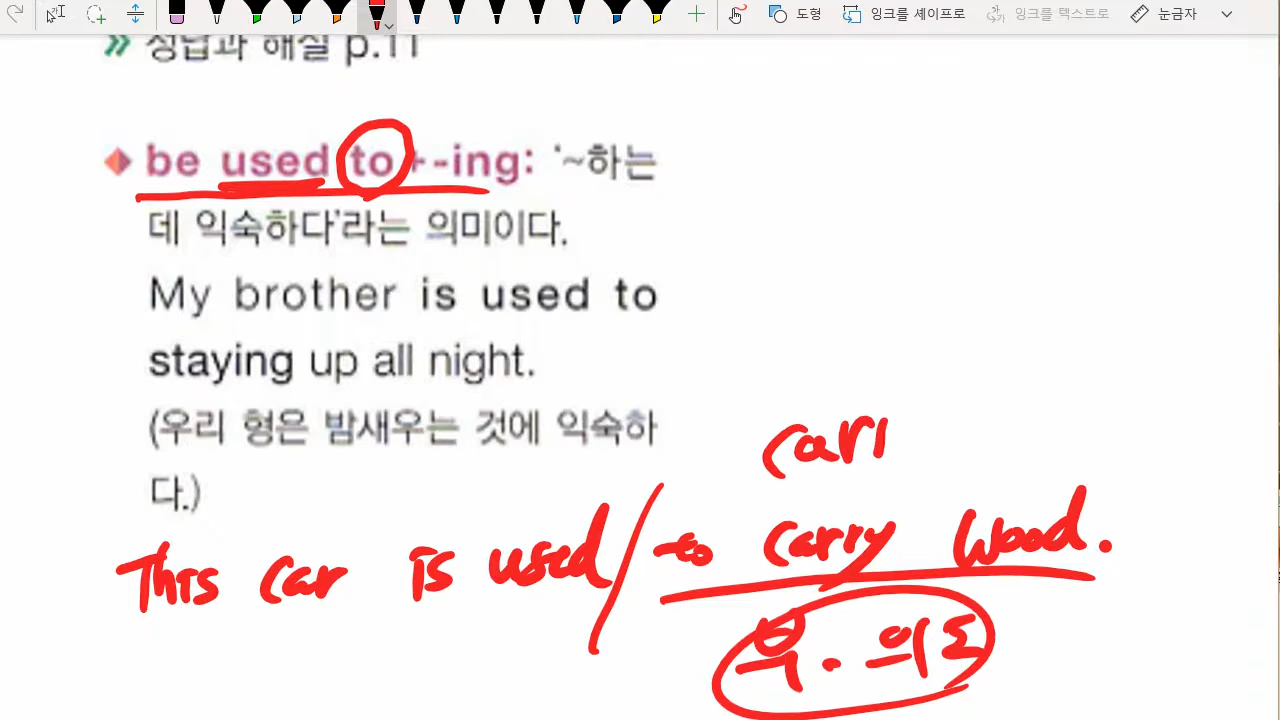 도형
잉크를 셰이프로
잉크를 텍스트로
눈금자
정답과 해설 p.11
be used to + -ing: '~하는
데 익숙하다'라는 의미이다.
My brother is used to
staying up all night.
(우리 형은 밤새우는 것에 익숙하
다.)
carr
This car is used / to carry wood.
목. 의도